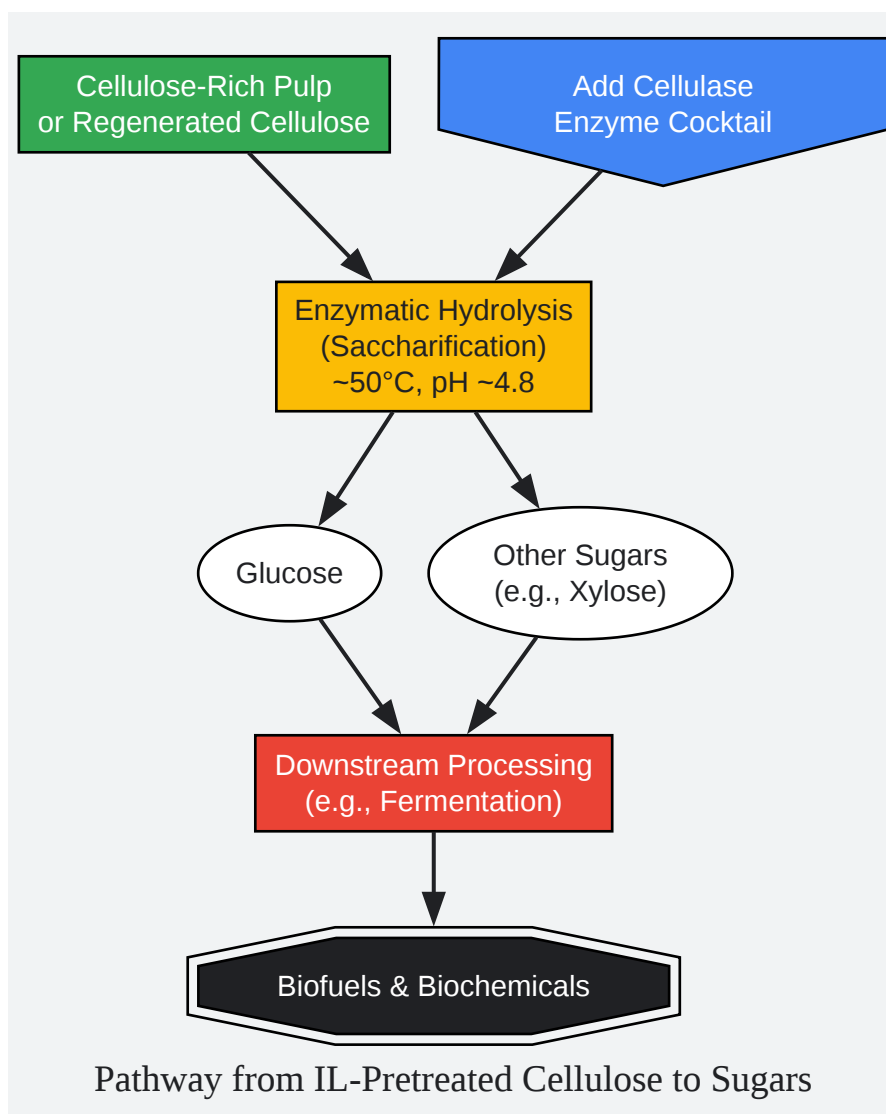 Cellulose-Rich Pulp
or Regenerated Cellulose
Add Cellulase
Enzyme Cocktail
Enzymatic Hydrolysis
(Saccharification)
~50°C, pH ~4.8
Glucose
Other Sugars
(e.g., Xylose)
Downstream Processing
(e.g., Fermentation)
Biofuels & Biochemicals
Pathway from IL-Pretreated Cellulose to Sugars